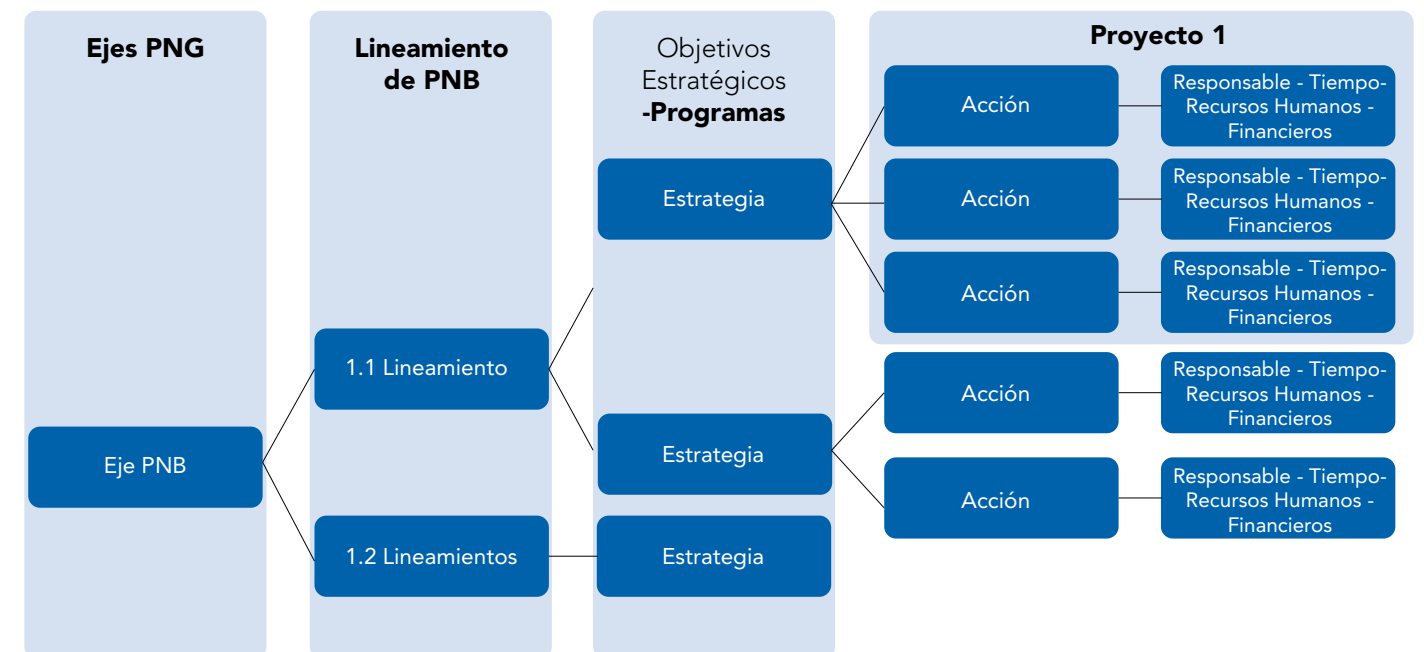 Ejes PNG
Lineamiento
de PNB
Objetivos
Estratégicos
-Programas
Proyecto 1
Acción
Responsable - Tiempo-
Recursos Humanos -
Financieros
Estrategia
Acción
Responsable - Tiempo-
Recursos Humanos -
Financieros
Acción
Responsable - Tiempo-
Recursos Humanos -
Financieros
1.1 Lineamiento
Acción
Responsable - Tiempo-
Recursos Humanos -
Financieros
Eje PNB
Estrategia
Acción
Responsable - Tiempo-
Recursos Humanos -
Financieros
1.2 Lineamientos
Estrategia